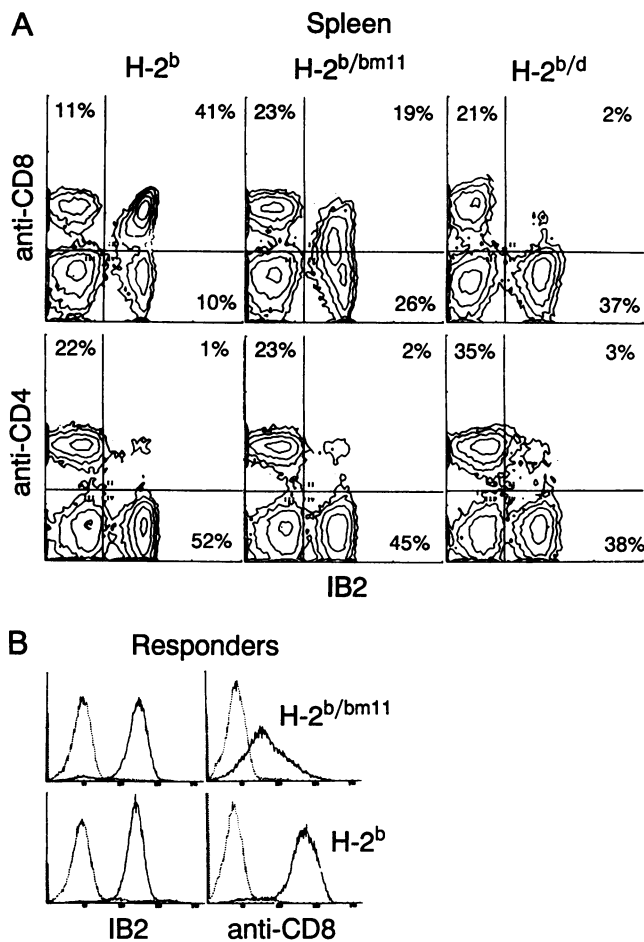 A
Spleen
H-2b H-2b/bm11 H-2b/d
anti-CD8
11% 41% 23% 19% 21% 2%
10% 26% 37%
anti-CD4
22% 1% 23% 2% 35% 3%
52% 45% 38%
IB2
B
Responders
H-2b/bm11
H-2b
IB2 anti-CD8